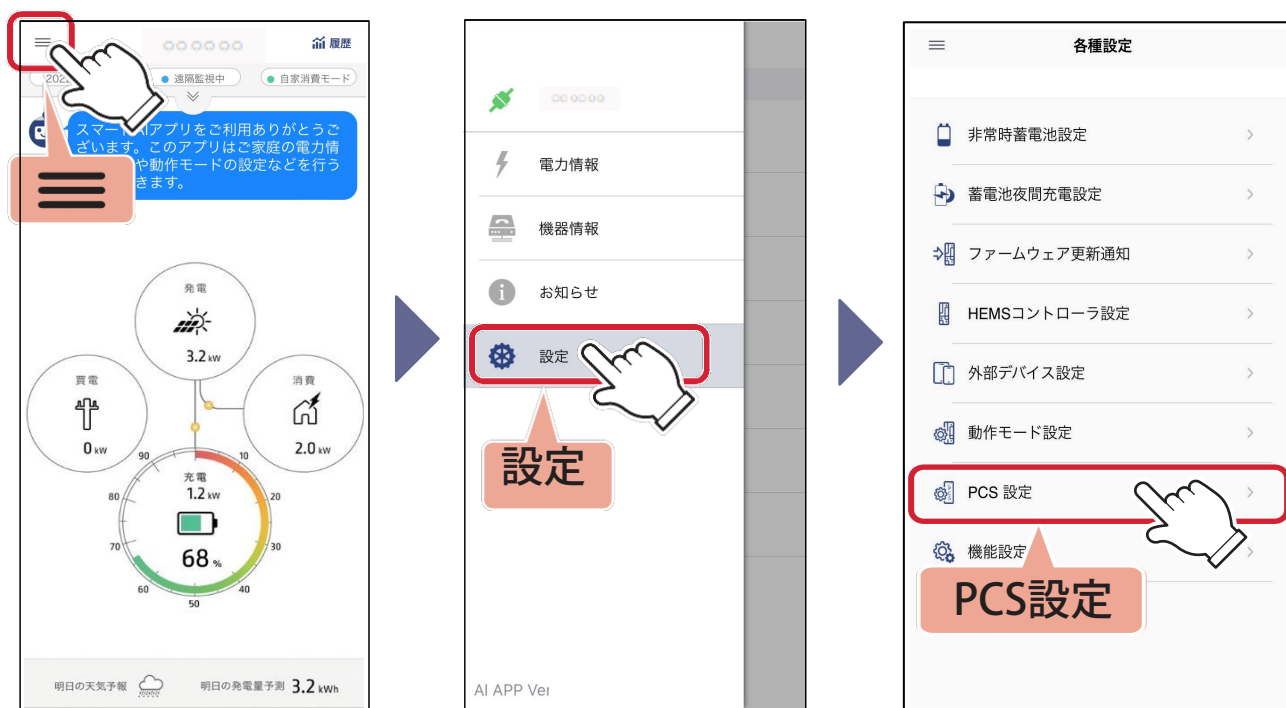 履歴
遠隔監視中
自家消費モード
スマートAIアプリをご利用ありがとうご
ざいます。このアプリはご家庭の電力情
や動作モードの設定などを行う
きます。
発電
3.2 kW
買電
0 kW
消費
2.0 kW
充電
1.2 kW
68 %
10
20
30
40
50
60
70
80
90
明日の天気予報
明日の発電量予測 3.2 kWh
電力情報
機器情報
お知らせ
設定
設定
AI APP Ver
各種設定
非常時蓄電池設定
蓄電池夜間充電設定
ファームウェア更新通知
HEMSコントローラ設定
外部デバイス設定
動作モード設定
PCS 設定
機能設定
PCS設定